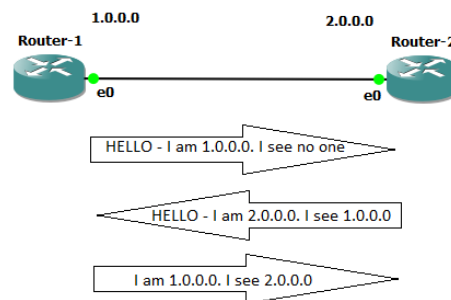 1.0.0.0
2.0.0.0
Router-1
Router-2
e0
e0
HELLO - I am 1.0.0.0. I see no one
HELLO - I am 2.0.0.0. I see 1.0.0.0
I am 1.0.0.0. I see 2.0.0.0